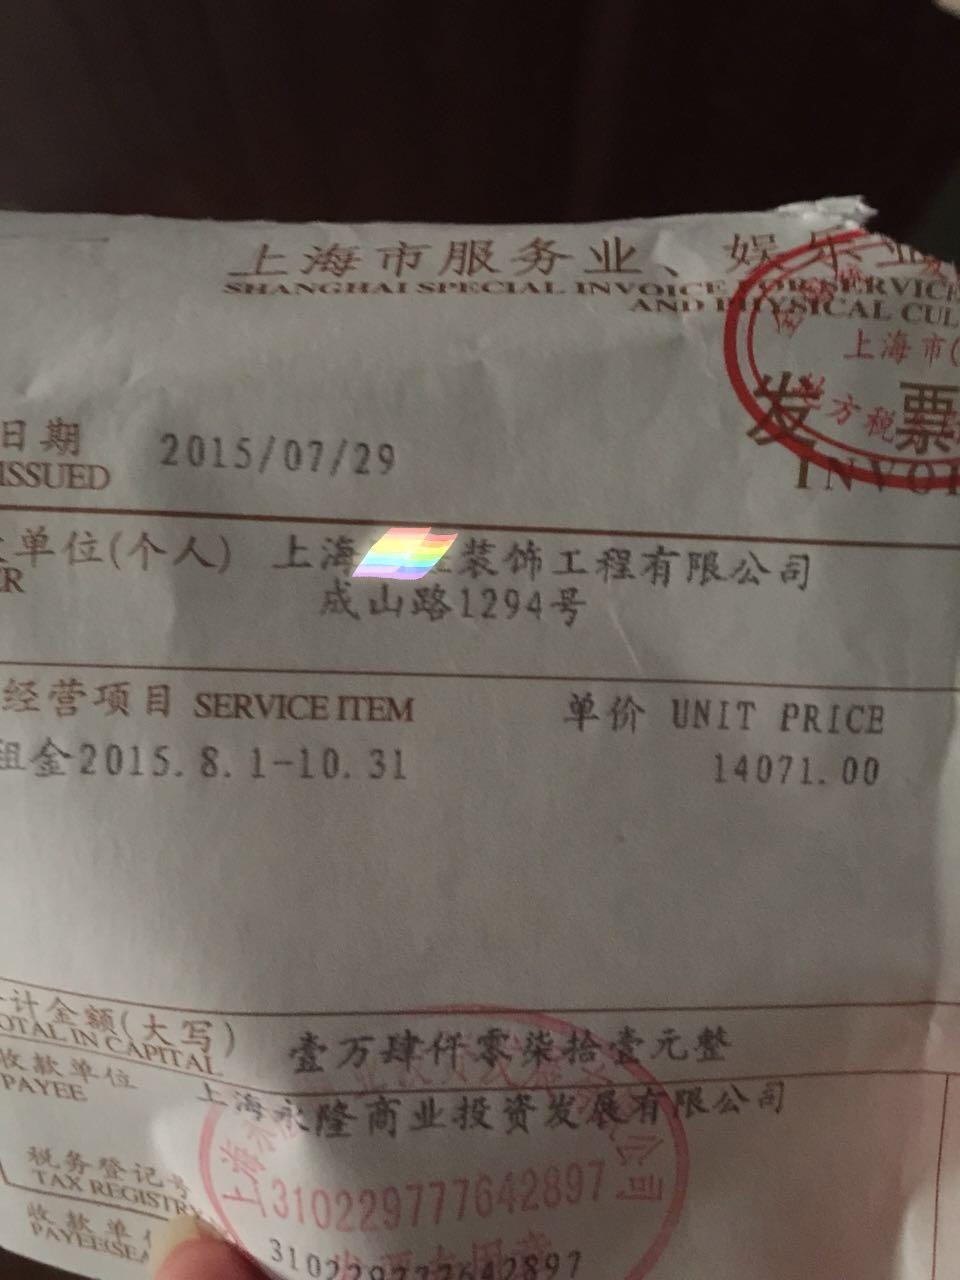 上海市服务业、娱乐业
SHANGHAI SPECIAL INVOICE FOR SERVICE
AND PHYSICAL CUL
上海市(
方税
发票
INVOI
日期 2015/07/29
ISSUED
单位(个人) 上海 装饰工程有限公司
ER
成山路1294号
经营项目 SERVICE ITEM 单价 UNIT PRICE
租金2015.8.1-10.31 14071.00
计金额(大写) 壹万肆仟零柒拾壹元整
OTAL IN CAPITAL
收款单位 上海永隆商业投资发展有限公司
PAYEE
税务登记号
TAX REGISTRY
310229777642897
收款单
PAYEE(SEA
310229777642897